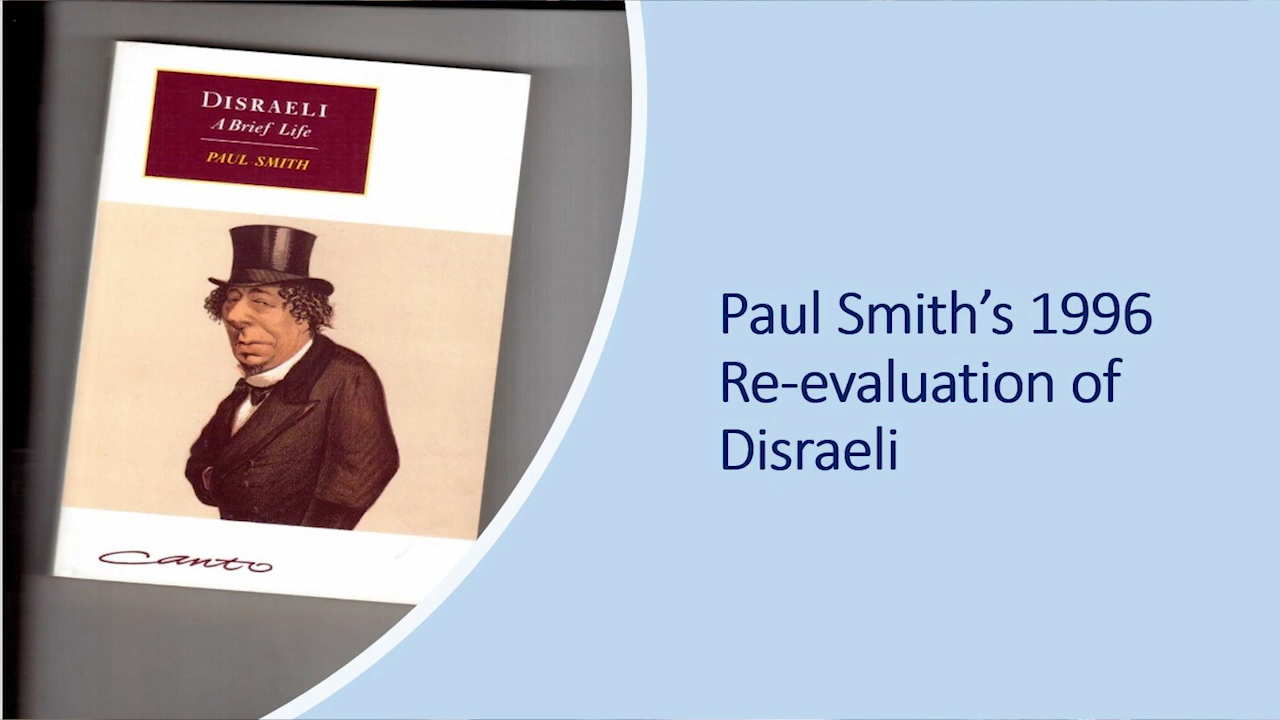 DISRAELI
A Brief Life
PAUL SMITH
canto
Paul Smith’s 1996
Re-evaluation of
Disraeli